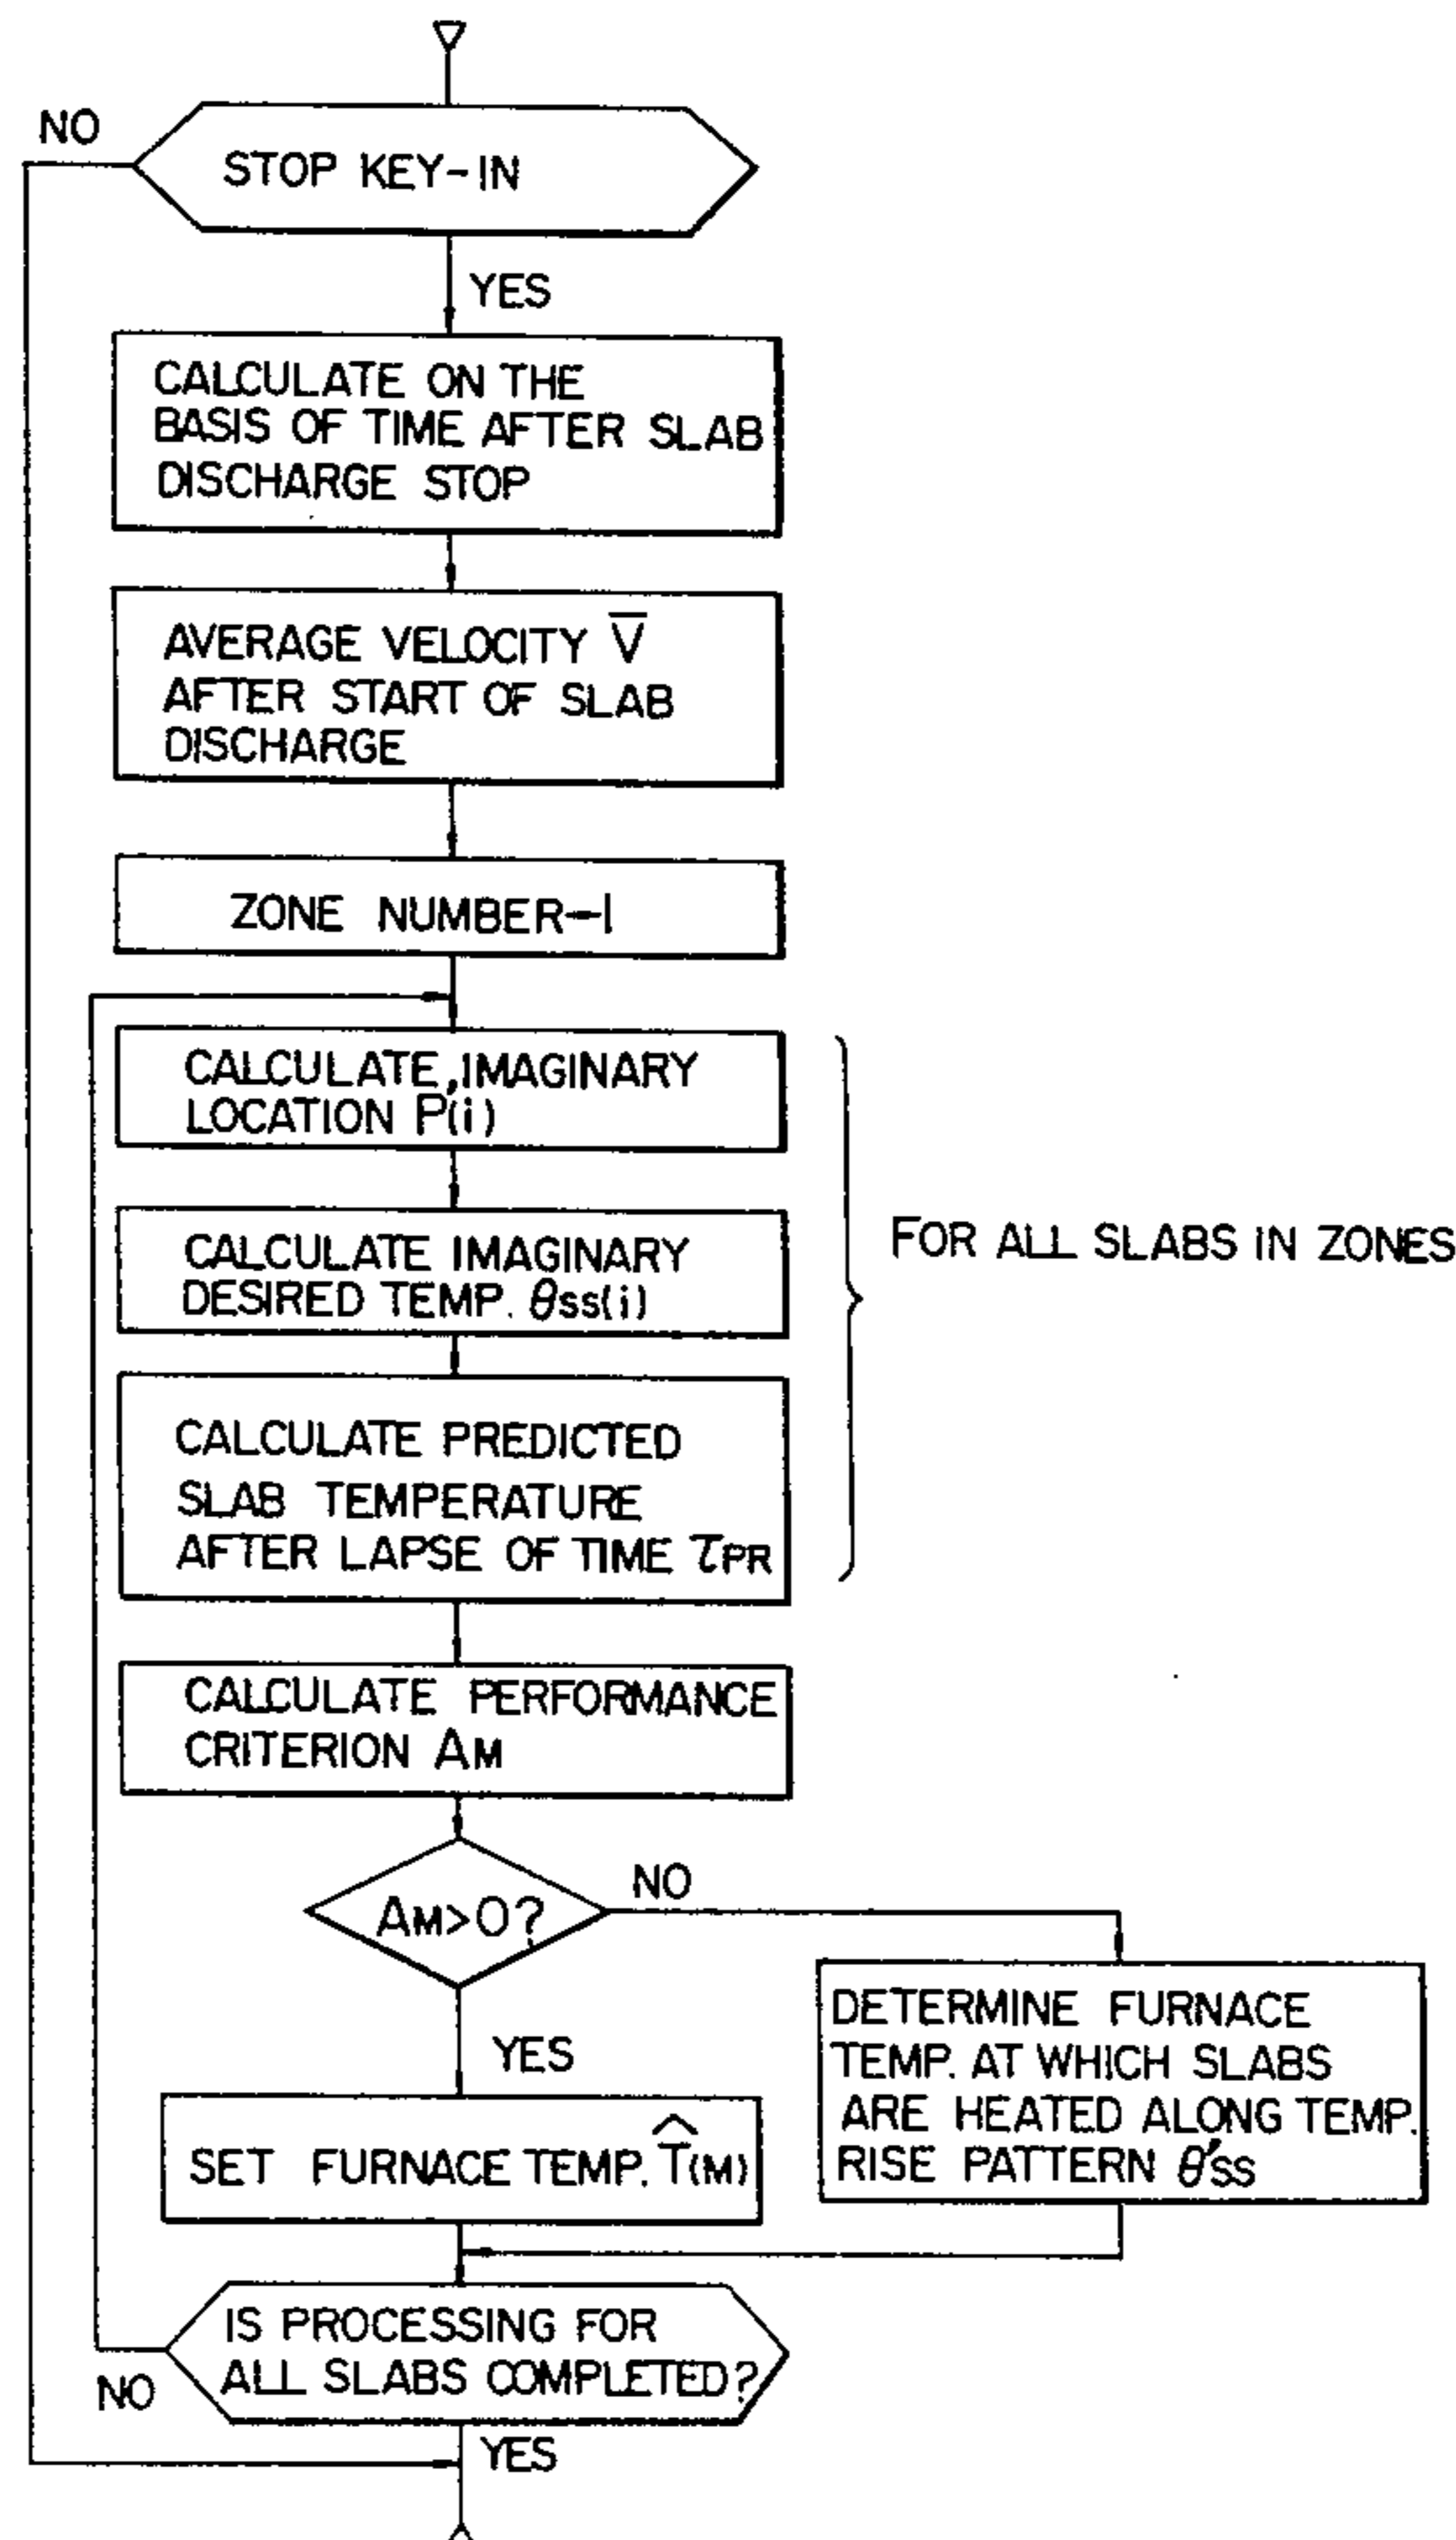 NO
STOP KEY-IN
YES
CALCULATE ON THE
BASIS OF TIME AFTER SLAB
DISCHARGE STOP
AVERAGE VELOCITY V̅
AFTER START OF SLAB
DISCHARGE
ZONE NUMBER-1
CALCULATE IMAGINARY
LOCATION P'(i)
CALCULATE IMAGINARY
DESIRED TEMP. θss(i)
FOR ALL SLABS IN ZONES
CALCULATE PREDICTED
SLAB TEMPERATURE
AFTER LAPSE OF TIME τPR
CALCULATE PERFORMANCE
CRITERION AM
AM>0?
NO
YES
DETERMINE FURNACE
TEMP. AT WHICH SLABS
ARE HEATED ALONG TEMP.
RISE PATTERN θ'ss
SET FURNACE TEMP. T̂(M)
IS PROCESSING FOR
ALL SLABS COMPLETED?
NO
YES